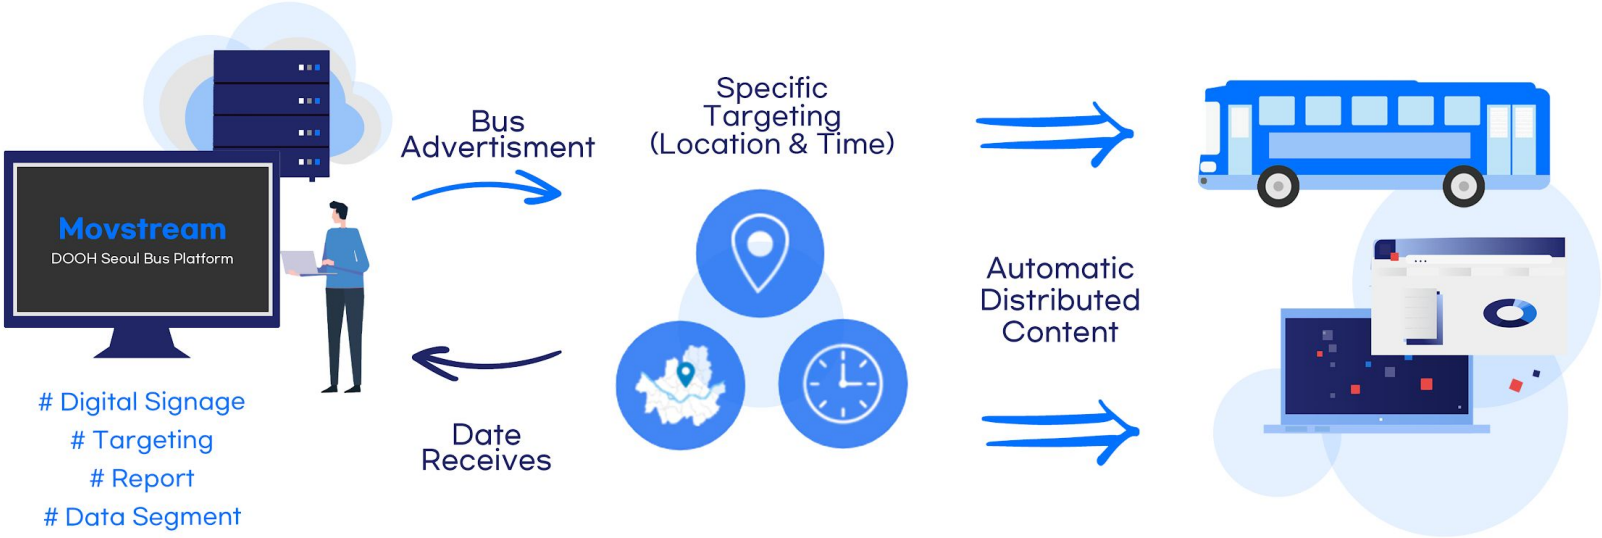 Movstream
DOOH Seoul Bus Platform
# Digital Signage
# Targeting
# Report
# Data Segment
Bus
Advertisment
Date
Receives
Specific
Targeting
(Location & Time)
Automatic
Distributed
Content